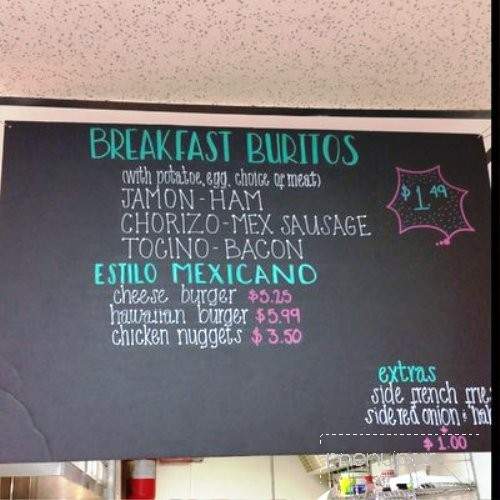 BREAKFAST BURITOS
(with potatoe, egg, choice of meat)
$1 49
JAMON-HAM
CHORIZO-MEX SAUSAGE
TOCINO-BACON
ESTILO MEXICANO
cheese burger $5.25
hawaiian burger $5.99
chicken nuggets $3.50
extras
side french
side red onion &
$1.00